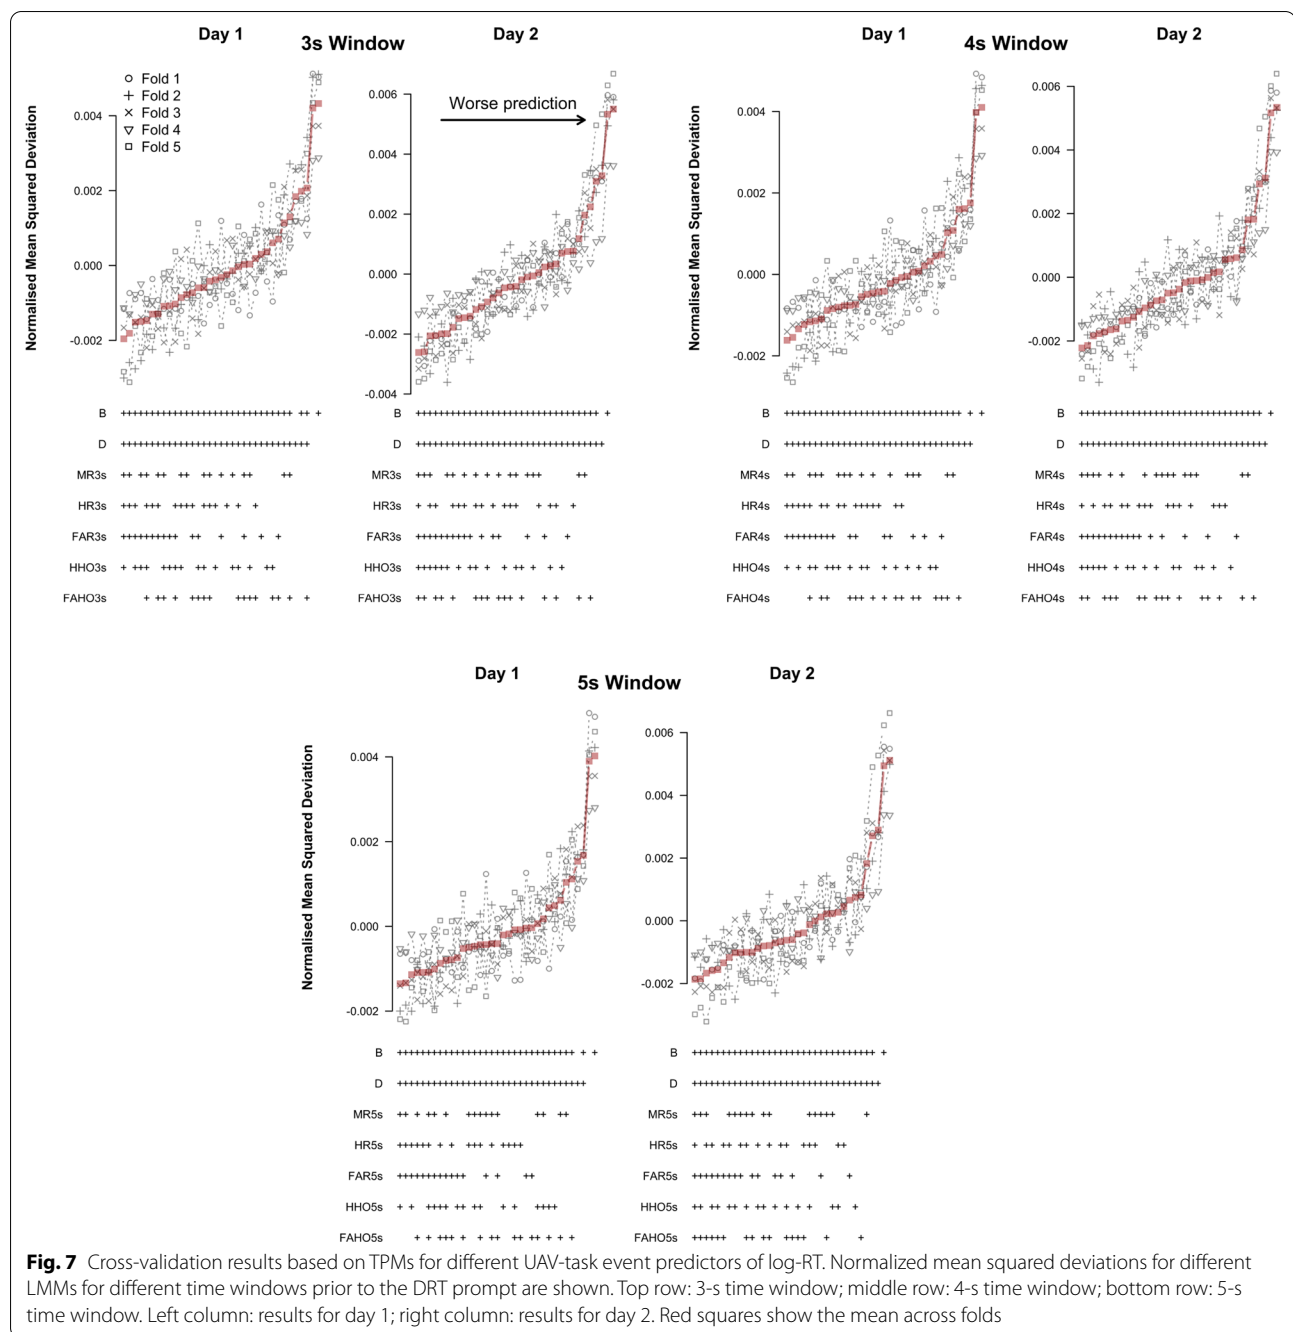 Day 1
3s Window
Day 2
Day 1
4s Window
Day 2
Normalised Mean Squared Deviation
Fold 1
Fold 2
Fold 3
Fold 4
Fold 5
0.004
0.002
0.000
-0.002
Worse prediction
0.006
0.004
0.002
0.000
-0.002
-0.004
Normalised Mean Squared Deviation
0.004
0.002
0.000
-0.002
0.006
0.004
0.002
0.000
-0.002
B
D
MR3s
HR3s
FAR3s
HHO3s
FAHO3s
B
D
MR3s
HR3s
FAR3s
HHO3s
FAHO3s
B
D
MR4s
HR4s
FAR4s
HHO4s
FAHO4s
B
D
MR4s
HR4s
FAR4s
HHO4s
FAHO4s
Day 1
5s Window
Day 2
Normalised Mean Squared Deviation
0.004
0.002
0.000
-0.002
0.006
0.004
0.002
0.000
-0.002
B
D
MR5s
HR5s
FAR5s
HHO5s
FAHO5s
B
D
MR5s
HR5s
FAR5s
HHO5s
FAHO5s
Fig. 7 Cross-validation results based on TPMs for different UAV-task event predictors of log-RT. Normalized mean squared deviations for different
LMMs for different time windows prior to the DRT prompt are shown. Top row: 3-s time window; middle row: 4-s time window; bottom row: 5-s
time window. Left column: results for day 1; right column: results for day 2. Red squares show the mean across folds